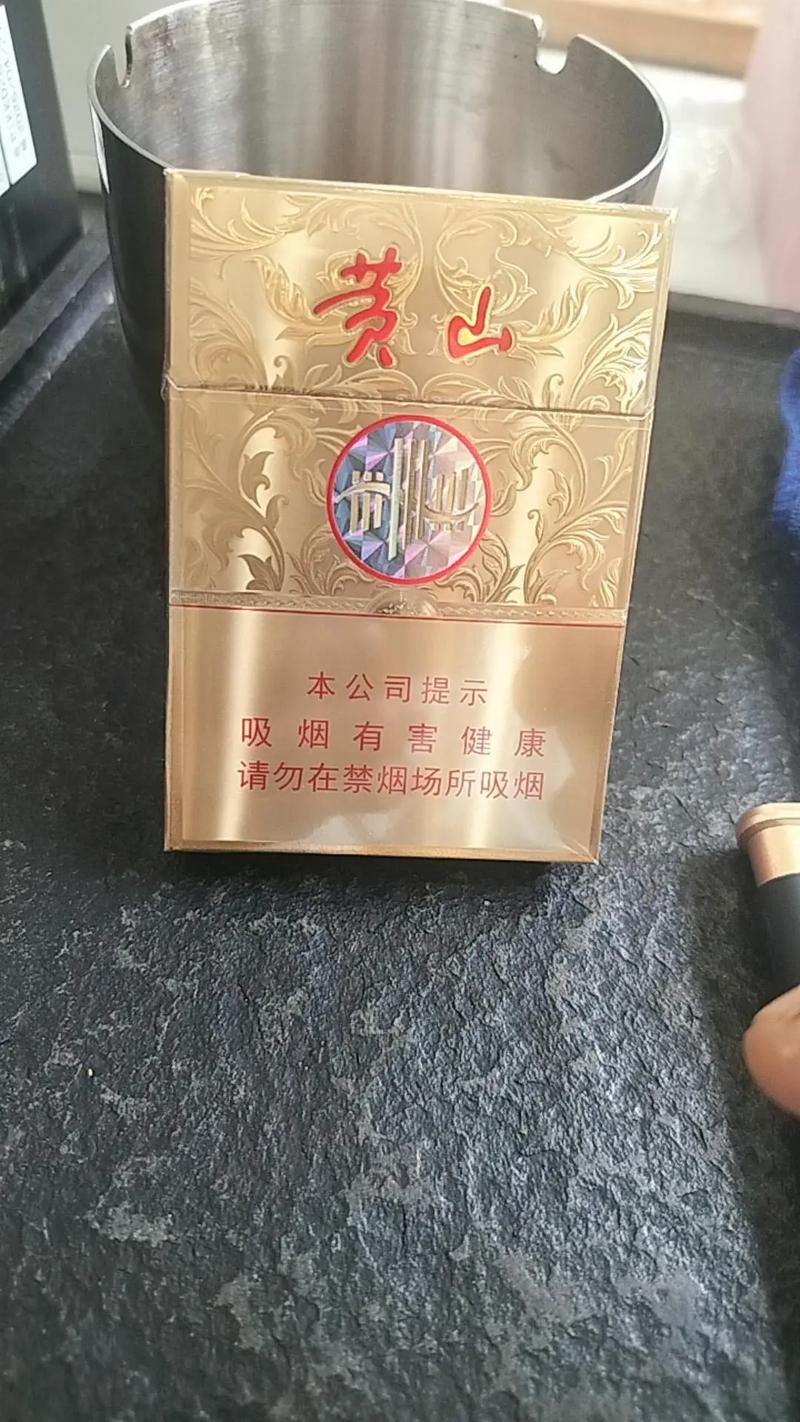 黄山
本公司提示
吸烟有害健康
请勿在禁烟场所吸烟